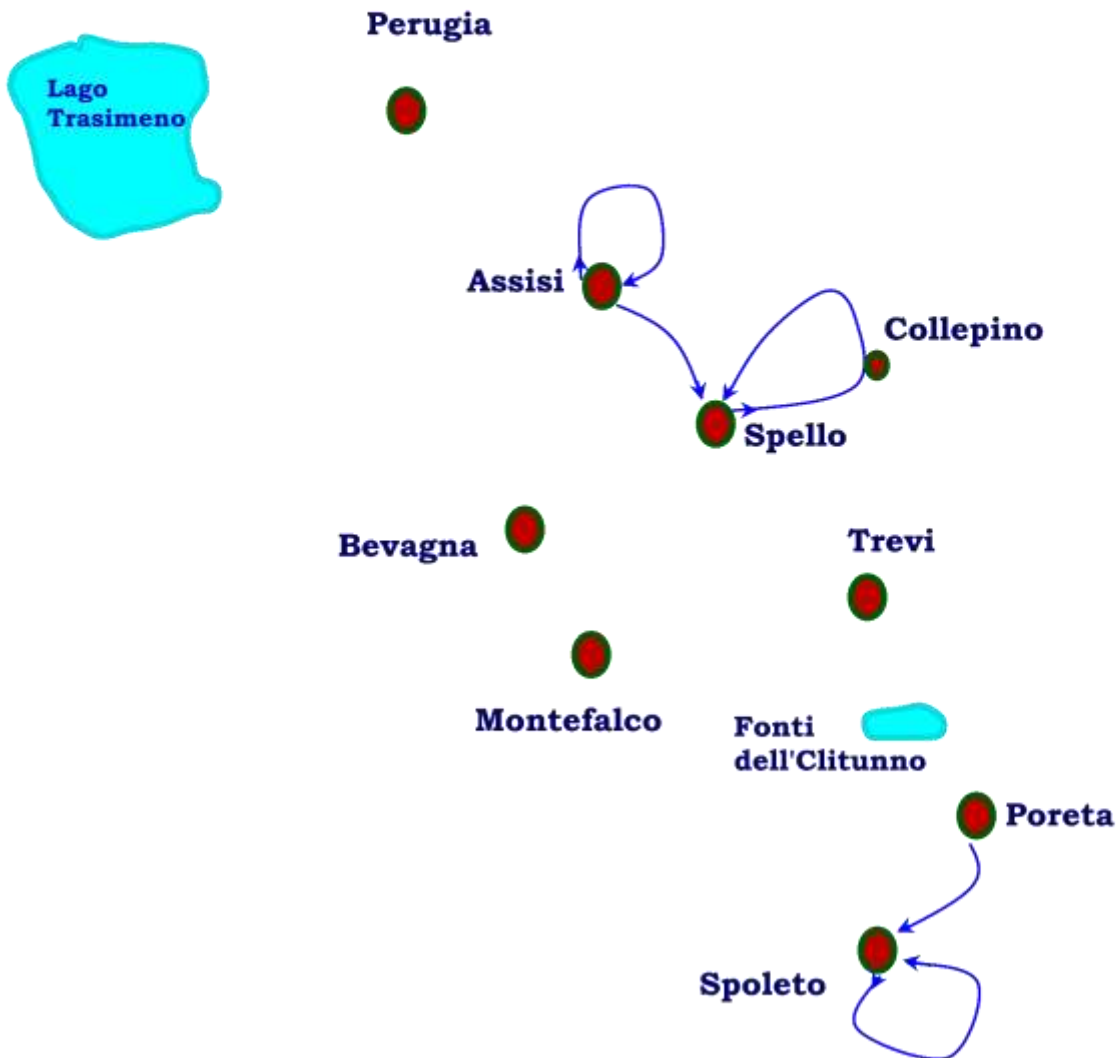 Perugia
Lago
Trasimeno
Assisi
Collepino
Spello
Bevagna
Trevi
Montefalco
Fonti
dell'Clitunno
Poreta
Spoleto